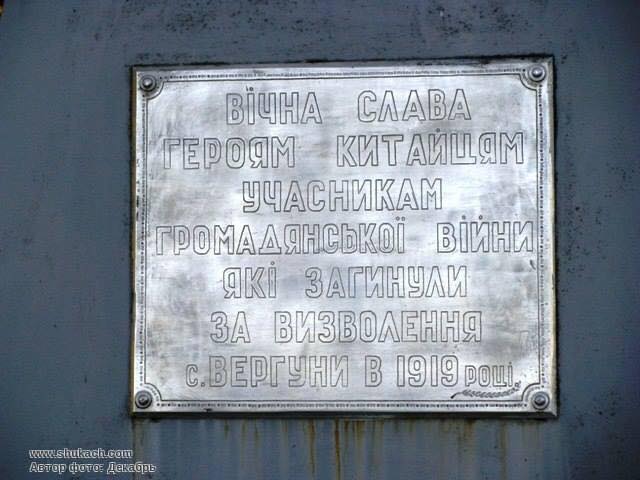 ВІЧНА СЛАВА
ГЕРОЯМ КИТАЙЦЯМ
УЧАСНИКАМ
ГРОМАДЯНСЬКОЇ ВІЙНИ
ЯКІ ЗАГИНУЛИ
ЗА ВИЗВОЛЕННЯ
с. ВЕРГУНИ В 1919 РОЦІ
www.shukach.com
Автор фото: Декабрь